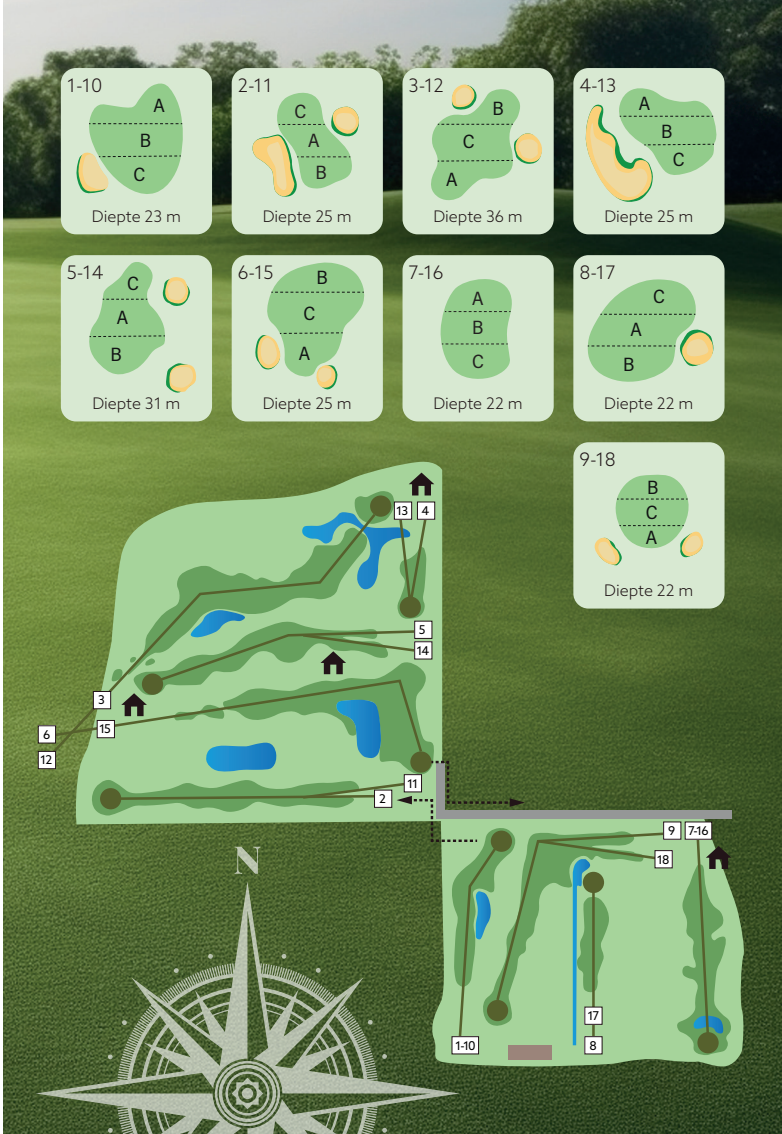 1-10
A
B
C
Diepte 23 m
2-11
C
A
B
Diepte 25 m
3-12
B
C
A
Diepte 36 m
4-13
A
B
C
Diepte 25 m
5-14
C
A
B
Diepte 31 m
6-15
B
C
A
Diepte 25 m
7-16
A
B
C
Diepte 22 m
8-17
C
A
B
Diepte 22 m
9-18
B
C
A
Diepte 22 m
13 4
5
14
3
15
6
12
11
2
9 7-16
18
17
1-10 8
N